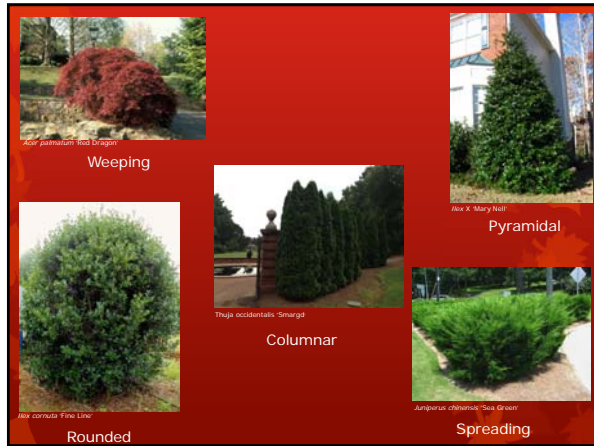 Acer palmatum 'Red Dragon'
Weeping
Ilex X 'Mary Nell'
Pyramidal
Thuja occidentalis 'Smargd'
Columnar
Ilex cornuta 'Fine Line'
Rounded
Juniperus chinensis 'Sea Green'
Spreading